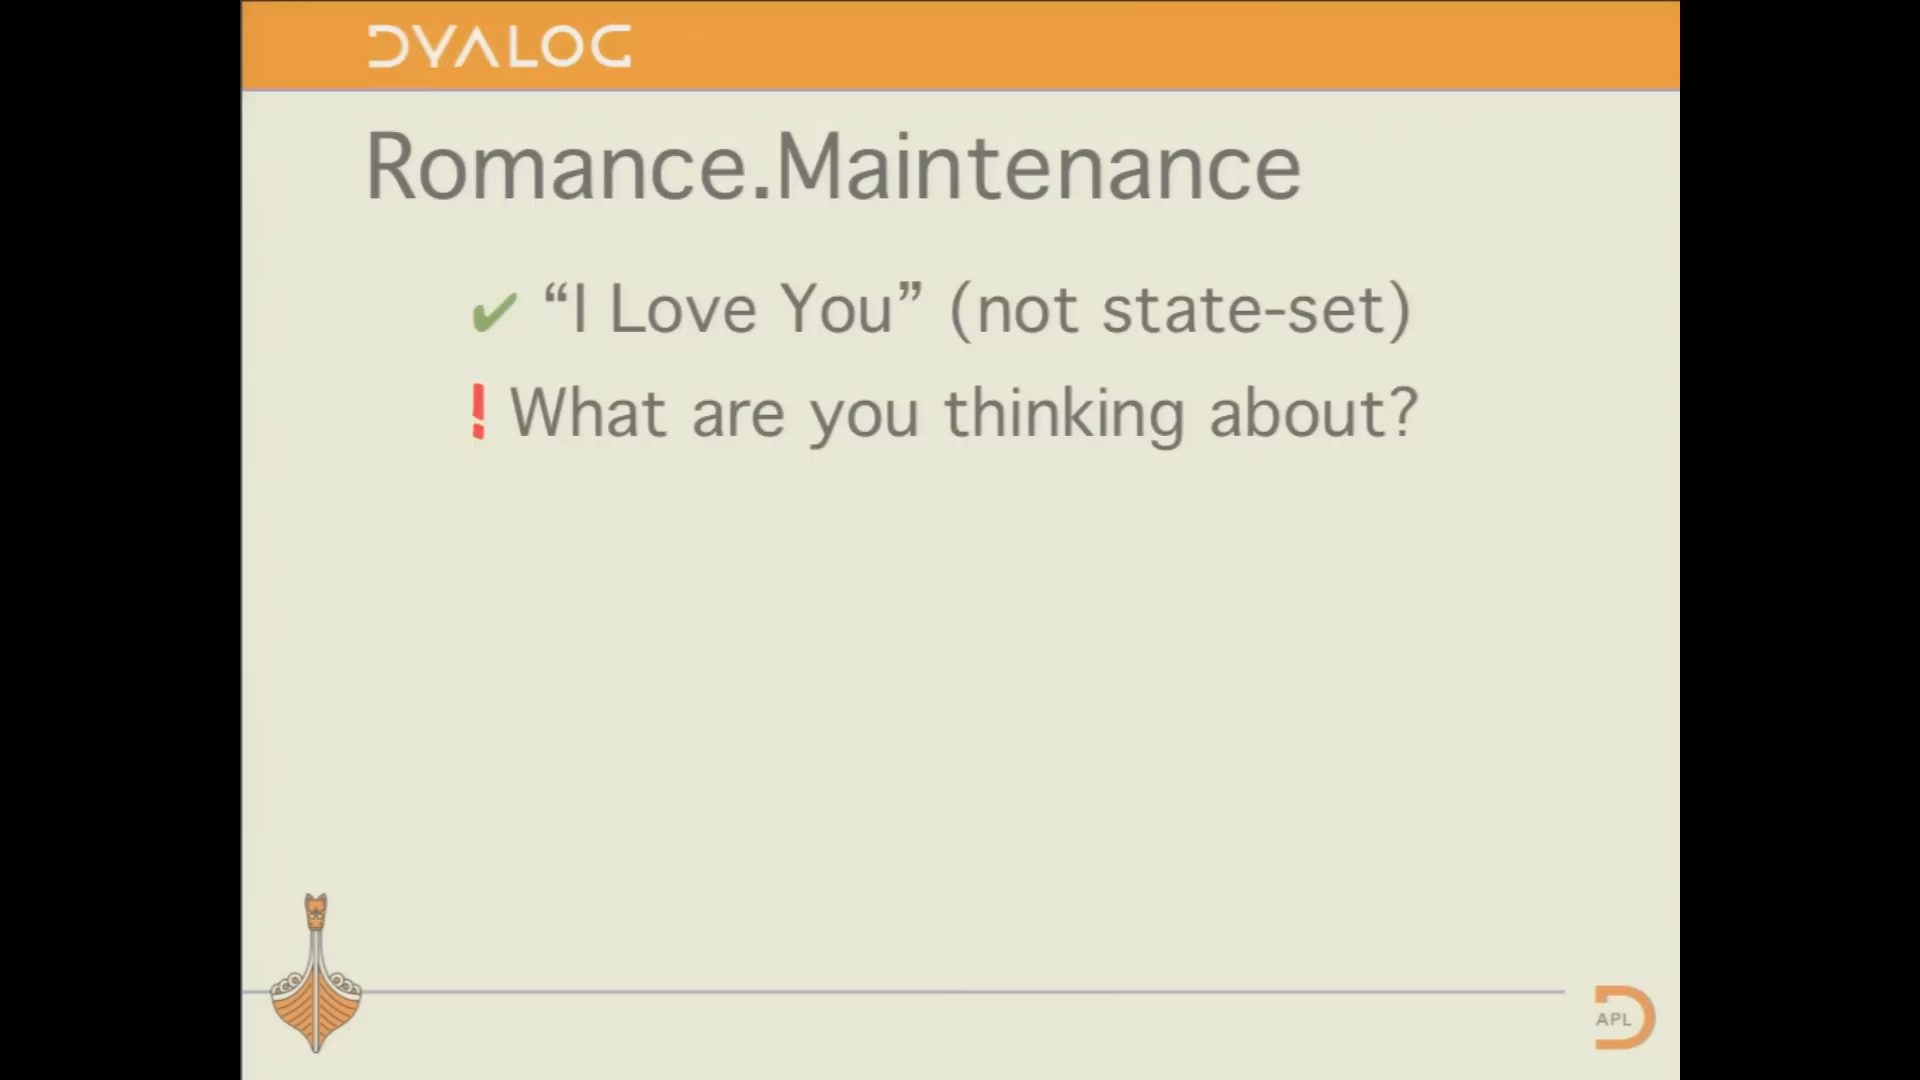 DYALOG
Romance.Maintenance
✔ “I Love You” (not state-set)
! What are you thinking about?
APL